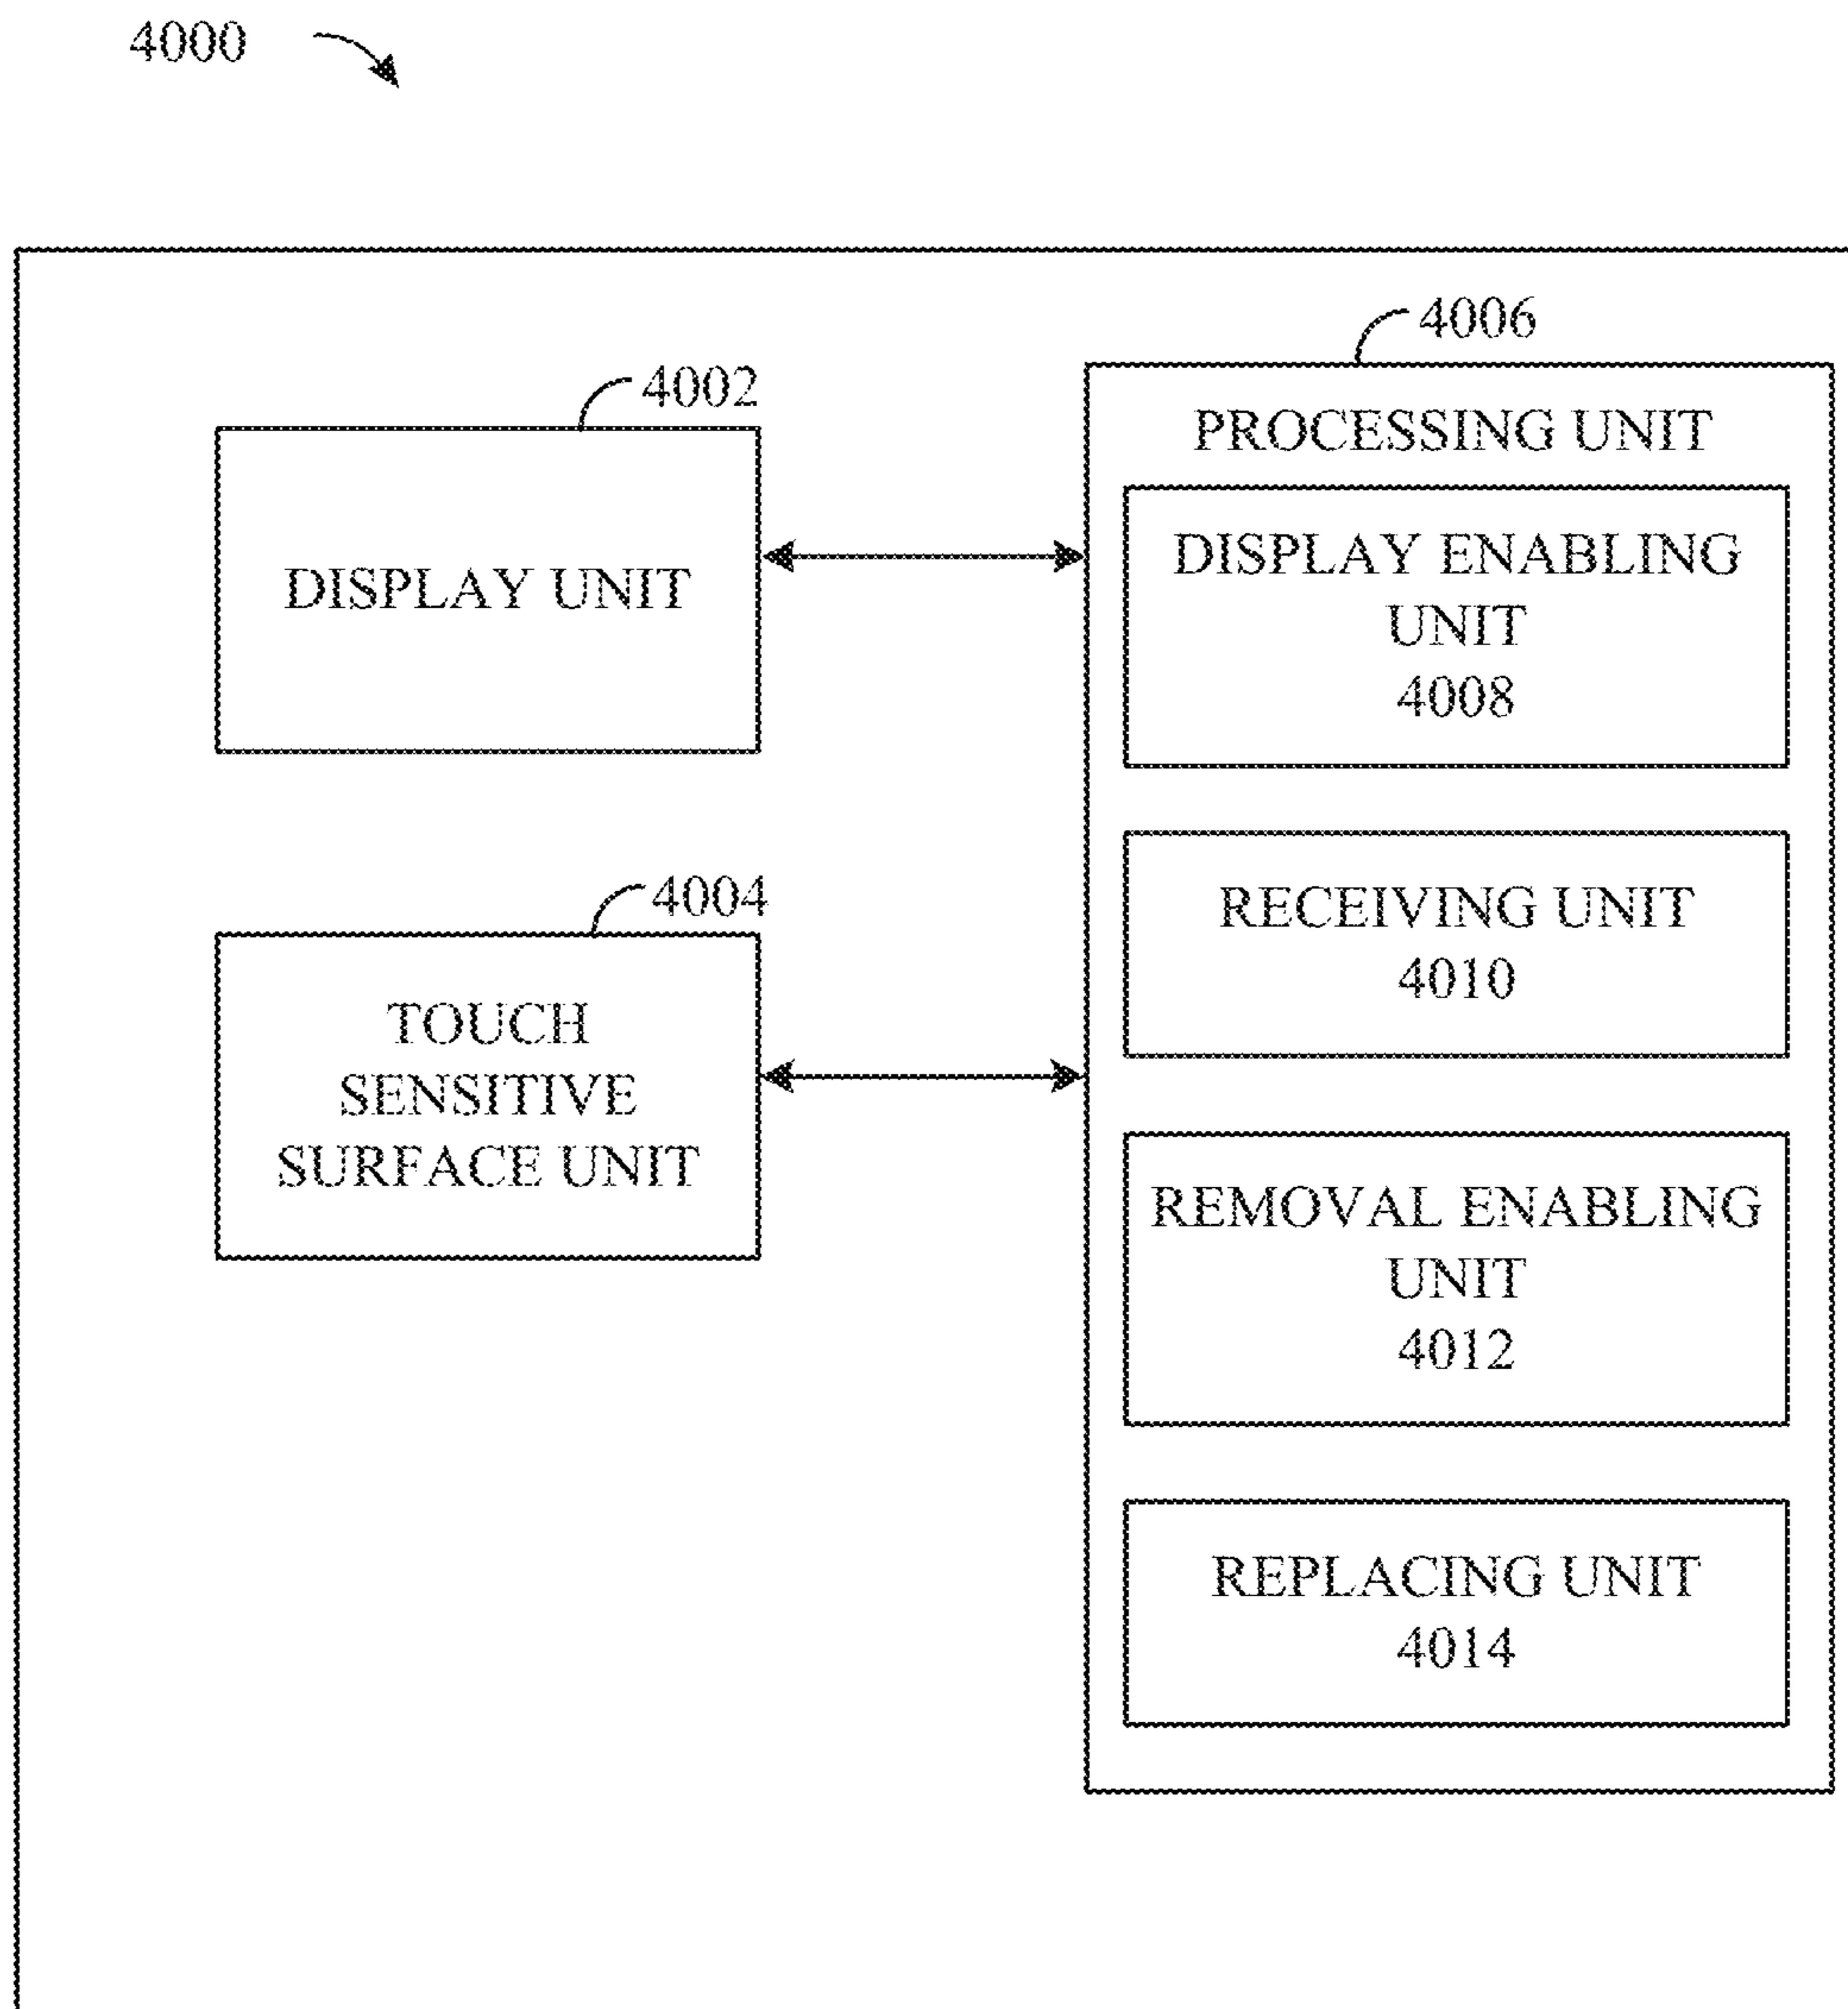 4000
4006
4002
PROCESSING UNIT
DISPLAY ENABLING
UNIT
4008
DISPLAY UNIT
4004
RECEIVING UNIT
4010
TOUCH
SENSITIVE
SURFACE UNIT
REMOVAL ENABLING
UNIT
4012
REPLACING UNIT
4014